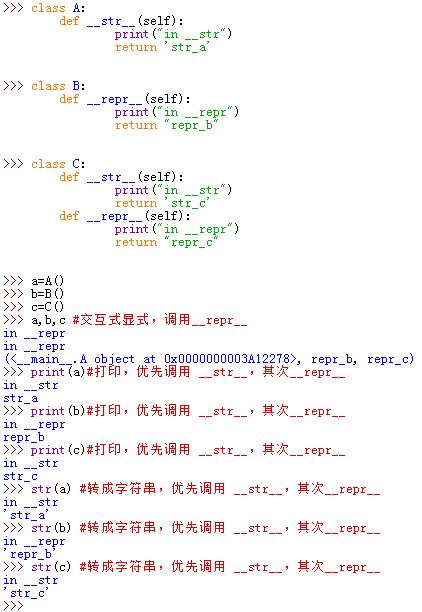 >>> class A:
        def __str__(self):
                print("in __str")
                return 'str_a'
>>> class B:
        def __repr__(self):
                print("in __repr")
                return "repr_b"
>>> class C:
        def __str__(self):
                print("in __str")
                return 'str_c'
        def __repr__(self):
                print("in __repr")
                return "repr_c"
>>> a=A()
>>> b=B()
>>> c=C()
>>> a,b,c #交互式显式，调用__repr__
in __repr
in __repr
(<__main__.A object at 0x0000000003A12278>, repr_b, repr_c)
>>> print(a)#打印，优先调用 __str__，其次__repr__
in __str
str_a
>>> print(b)#打印，优先调用 __str__，其次__repr__
in __repr
repr_b
>>> print(c)#打印，优先调用 __str__，其次__repr__
in __str
str_c
>>> str(a) #转成字符串，优先调用 __str__，其次__repr__
in __str
'str_a'
>>> str(b) #转成字符串，优先调用 __str__，其次__repr__
in __repr
'repr_b'
>>> str(c) #转成字符串，优先调用 __str__，其次__repr__
in __str
'str_c'
>>>